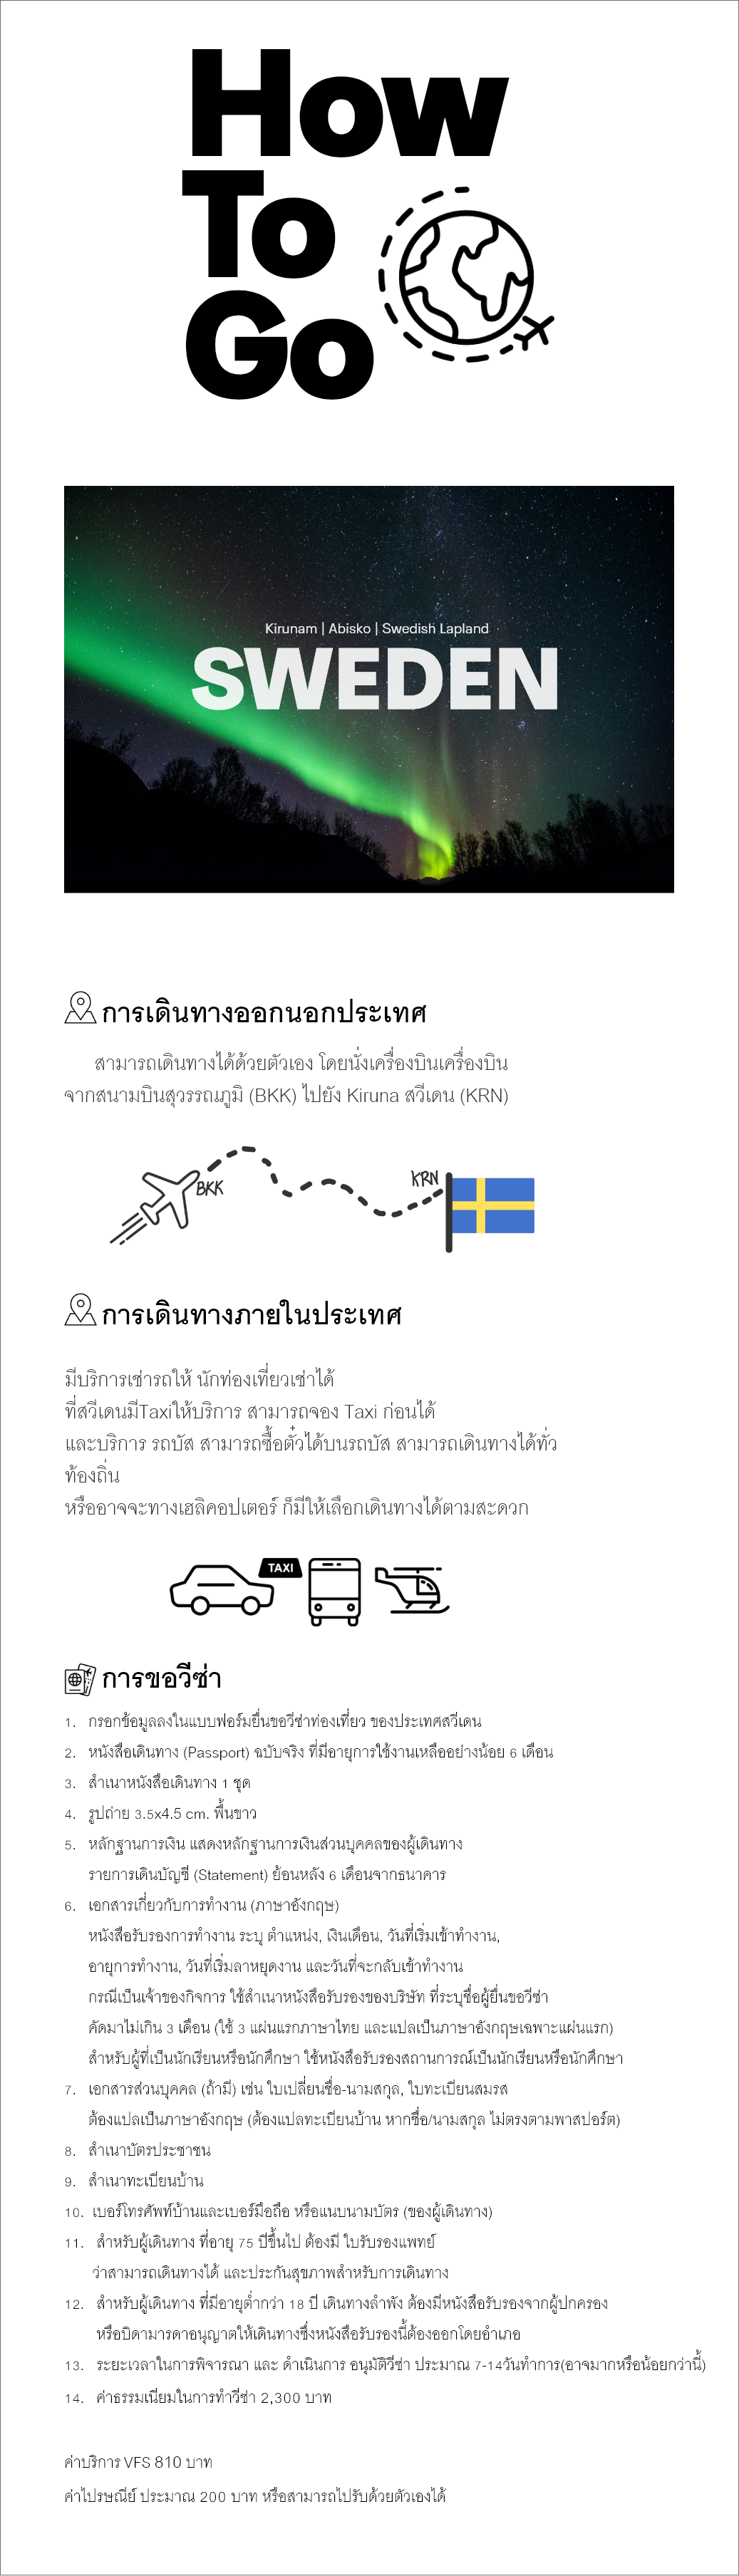 How
To
Go
Kirunam | Abisko | Swedish Lapland
SWEDEN
การเดินทางออกนอกประเทศ
สามารถเดินทางได้ด้วยตัวเอง โดยนั่งเครื่องบินเครื่องบิน
จากสนามบินสุวรรณภูมิ (BKK) ไปยัง Kiruna สวีเดน (KRN)
BKK
KRN
การเดินทางภายในประเทศ
มีบริการเช่ารถให้ นักท่องเที่ยวเช่าได้
ที่สวีเดนมีTaxiให้บริการ สามารถจอง Taxi ก่อนได้
และบริการ รถบัส สามารถซื้อตั๋วได้บนรถบัส สามารถเดินทางได้ทั่ว
ท้องถิ่น
หรืออาจจะทางเฮลิคอปเตอร์ ก็มีให้เลือกเดินทางได้ตามสะดวก
TAXI
การขอวีซ่า
1. กรอกข้อมูลลงในแบบฟอร์มยื่นขอวีซ่าท่องเที่ยว ของประเทศสวีเดน
2. หนังสือเดินทาง (Passport) ฉบับจริง ที่มีอายุการใช้งานเหลืออย่างน้อย 6 เดือน
3. สำเนาหนังสือเดินทาง 1 ชุด
4. รูปถ่าย 3.5x4.5 cm. พื้นขาว
5. หลักฐานการเงิน แสดงหลักฐานการเงินส่วนบุคคลของผู้เดินทาง
รายการเดินบัญชี (Statement) ย้อนหลัง 6 เดือนจากธนาคาร
6. เอกสารเกี่ยวกับการทำงาน (ภาษาอังกฤษ)
หนังสือรับรองการทำงาน ระบุ ตำแหน่ง, เงินเดือน, วันที่เริ่มเข้าทำงาน,
อายุการทำงาน, วันที่เริ่มลาหยุดงาน และวันที่จะกลับเข้าทำงาน
กรณีเป็นเจ้าของกิจการ ใช้สำเนาหนังสือรับรองของบริษัท ที่ระบุชื่อผู้ยื่นขอวีซ่า
คัดมาไม่เกิน 3 เดือน (ใช้ 3 แผ่นแรกภาษาไทย และแปลเป็นภาษาอังกฤษเฉพาะแผ่นแรก)
สำหรับผู้ที่เป็นนักเรียนหรือนักศึกษา ใช้หนังสือรับรองสถานการณ์เป็นนักเรียนหรือนักศึกษา
7. เอกสารส่วนบุคคล (ถ้ามี) เช่น ใบเปลี่ยนชื่อ-นามสกุล, ใบทะเบียนสมรส
ต้องแปลเป็นภาษาอังกฤษ (ต้องแปลทะเบียนบ้าน หากชื่อ/นามสกุล ไม่ตรงตามพาสปอร์ต)
8. สำเนาบัตรประชาชน
9. สำเนาทะเบียนบ้าน
10. เบอร์โทรศัพท์บ้านและเบอร์มือถือ หรือแนบนามบัตร (ของผู้เดินทาง)
11. สำหรับผู้เดินทาง ที่อายุ 75 ปีขึ้นไป ต้องมี ใบรับรองแพทย์
ว่าสามารถเดินทางได้ และประกันสุขภาพสำหรับการเดินทาง
12. สำหรับผู้เดินทาง ที่มีอายุต่ำกว่า 18 ปี เดินทางลำพัง ต้องมีหนังสือรับรองจากผู้ปกครอง
หรือบิดามารดาอนุญาตให้เดินทางซึ่งหนังสือรับรองนี้ต้องออกโดยอำเภอ
13. ระยะเวลาในการพิจารณา และ ดำเนินการ อนุมัติวีซ่า ประมาณ 7-14วันทำการ(อาจมากหรือน้อยกว่านี้)
14. ค่าธรรมเนียมในการทำวีซ่า 2,300 บาท
ค่าบริการ VFS 810 บาท
ค่าไปรษณีย์ ประมาณ 200 บาท หรือสามารถไปรับด้วยตัวเองได้